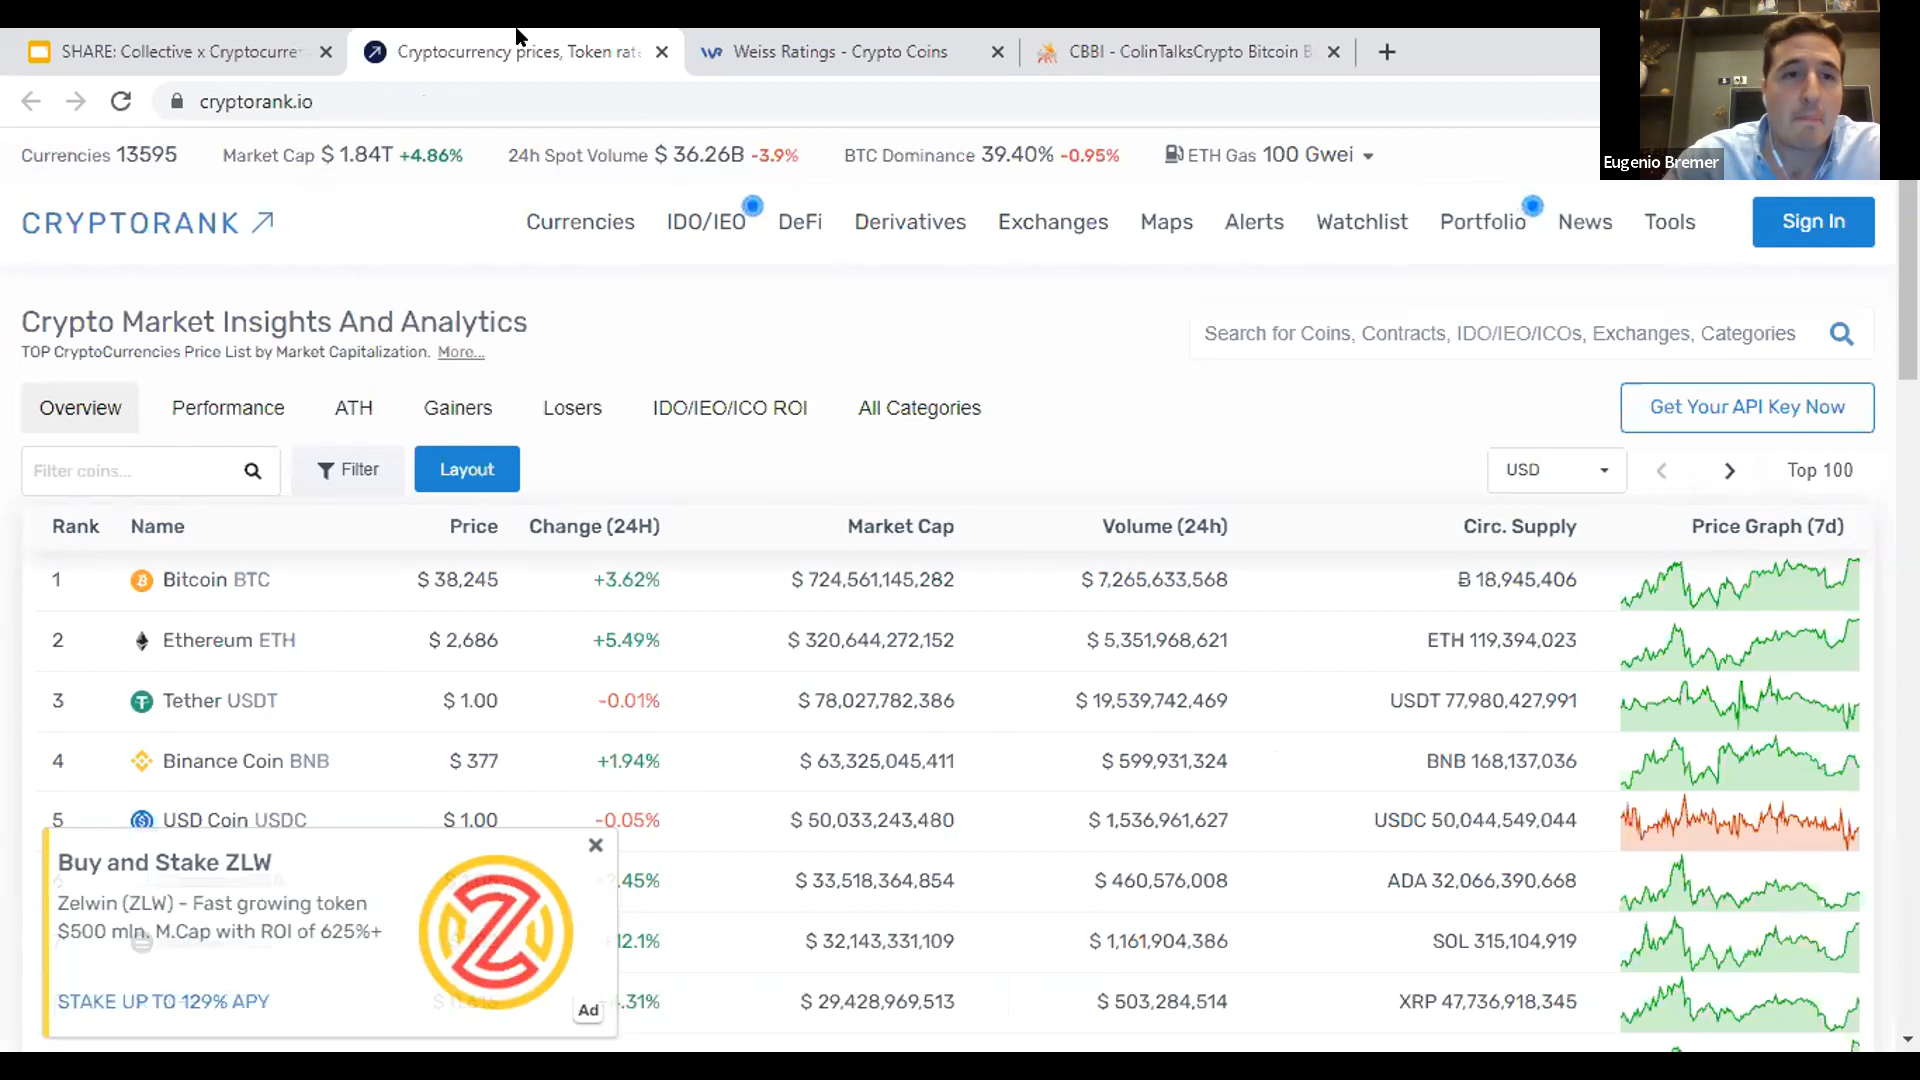 SHARE: Collective x Cryptocurre
Cryptocurrency prices, Token rat
Weiss Ratings - Crypto Coins
CBBI - ColinTalksCrypto Bitcoin B
cryptorank.io
Eugenio Bremer
Currencies 13595
Market Cap $ 1.84T +4.86%
24h Spot Volume $ 36.26B -3.9%
BTC Dominance 39.40% -0.95%
ETH Gas 100 Gwei
CRYPTORANK
Currencies IDO/IEO DeFi Derivatives Exchanges Maps Alerts Watchlist Portfolio News Tools Sign In
Crypto Market Insights And Analytics
TOP CryptoCurrencies Price List by Market Capitalization. More...
Search for Coins, Contracts, IDO/IEO/ICOs, Exchanges, Categories
Overview Performance ATH Gainers Losers IDO/IEO/ICO ROI All Categories
Get Your API Key Now
Filter coins... Filter Layout USD Top 100
Rank Name Price Change (24H) Market Cap Volume (24h) Circ. Supply Price Graph (7d)
1 Bitcoin BTC $ 38,245 +3.62% $ 724,561,145,282 $ 7,265,633,568 Ƀ 18,945,406
2 Ethereum ETH $ 2,686 +5.49% $ 320,644,272,152 $ 5,351,968,621 ETH 119,394,023
3 Tether USDT $ 1.00 -0.01% $ 78,027,782,386 $ 19,539,742,469 USDT 77,980,427,991
4 Binance Coin BNB $ 377 +1.94% $ 63,325,045,411 $ 599,931,324 BNB 168,137,036
5 USD Coin USDC $ 1.00 -0.05% $ 50,033,243,480 $ 1,536,961,627 USDC 50,044,549,044
.45% $ 33,518,364,854 $ 460,576,008 ADA 32,066,390,668
12.1% $ 32,143,331,109 $ 1,161,904,386 SOL 315,104,919
.31% $ 29,428,969,513 $ 503,284,514 XRP 47,736,918,345
Buy and Stake ZLW
Zelwin (ZLW) - Fast growing token
$500 mln. M.Cap with ROI of 625%+
STAKE UP TO 129% APY
Ad